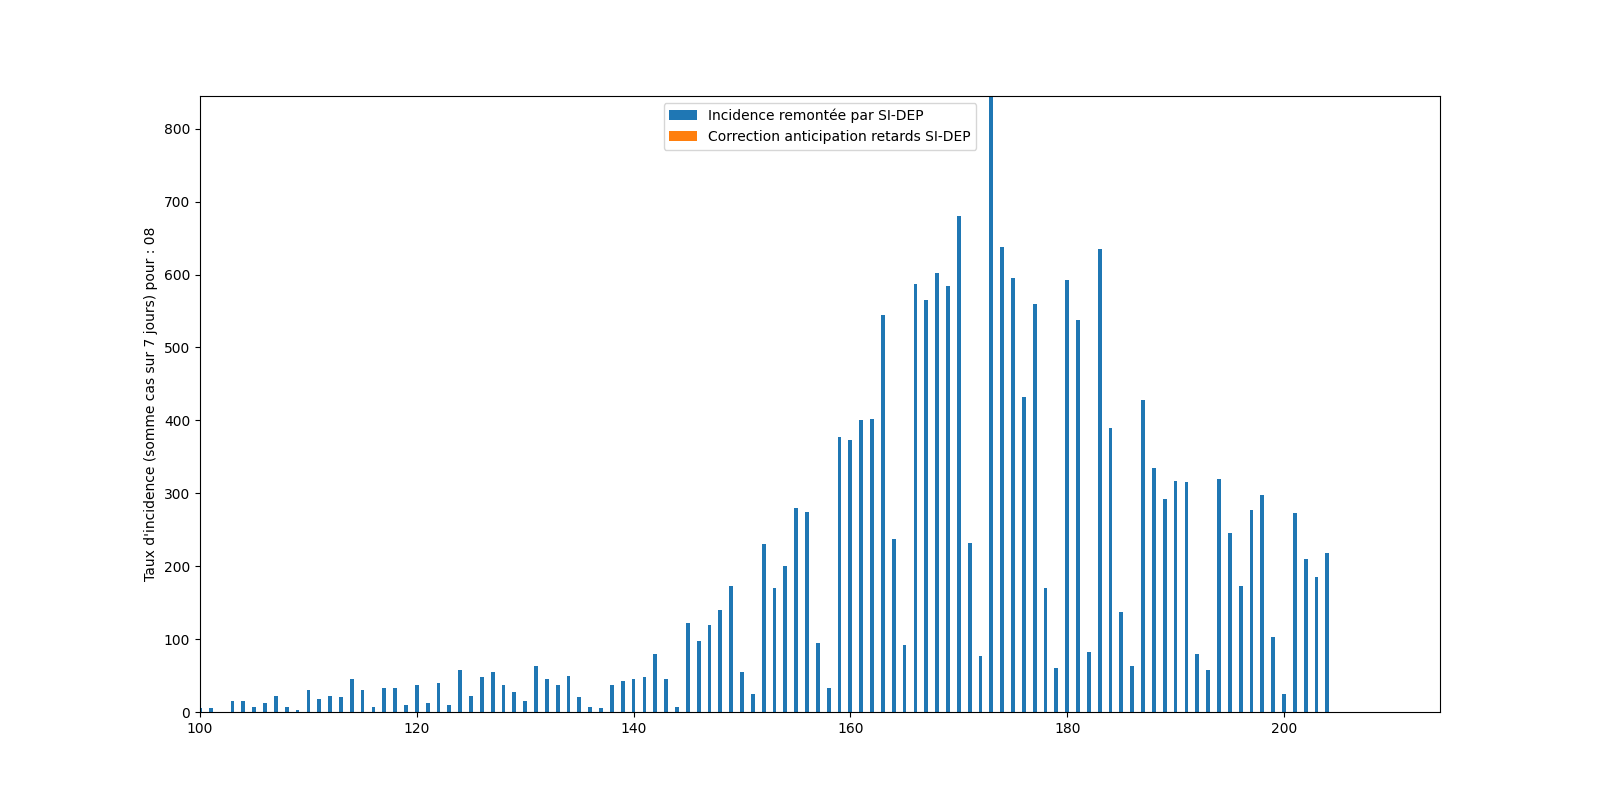 Incidence remontée par SI-DEP
Correction anticipation retards SI-DEP
Taux d'incidence (somme cas sur 7 jours) pour : 08
800
700
600
500
400
300
200
100
0
100 120 140 160 180 200